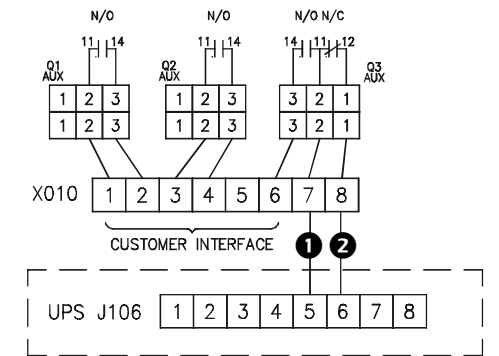 N/O N/O N/O N/C
11 14 11 14 14 11 12
Q1 AUX Q2 AUX Q3 AUX
1 2 3 1 2 3 3 2 1
1 2 3 1 2 3 3 2 1
X010 1 2 3 4 5 6 7 8
CUSTOMER INTERFACE 1 2
UPS J106 1 2 3 4 5 6 7 8